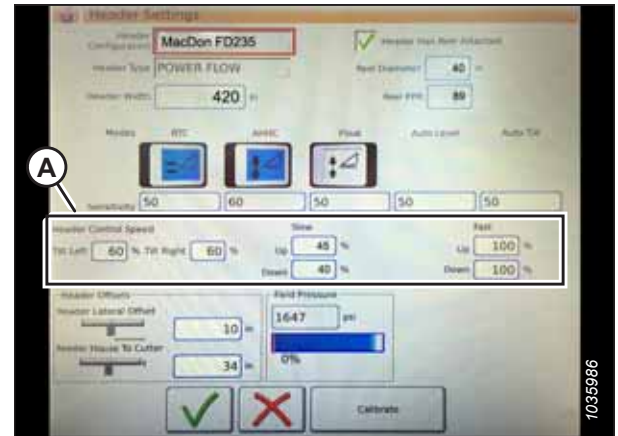 Header Settings
Header Configuration MacDon FD235 Header Has Reel Attached
Header Type POWER FLOW Reel Diameter 40 in
Header Width 420 in Reel PPR 89
Modes RTC AHHC Float Auto Level Auto Tilt
A
Sensitivity 50 60 50 50 50
Header Control Speed Slow Fast
Tilt Left 60 % Tilt Right 60 % Up 45 % Up 100 %
Down 40 % Down 100 %
Header Offsets Field Pressure
Header Lateral Offset 1647 psi
10 in
Feeder House To Cutter 0%
34 in
Calibrate
1035986